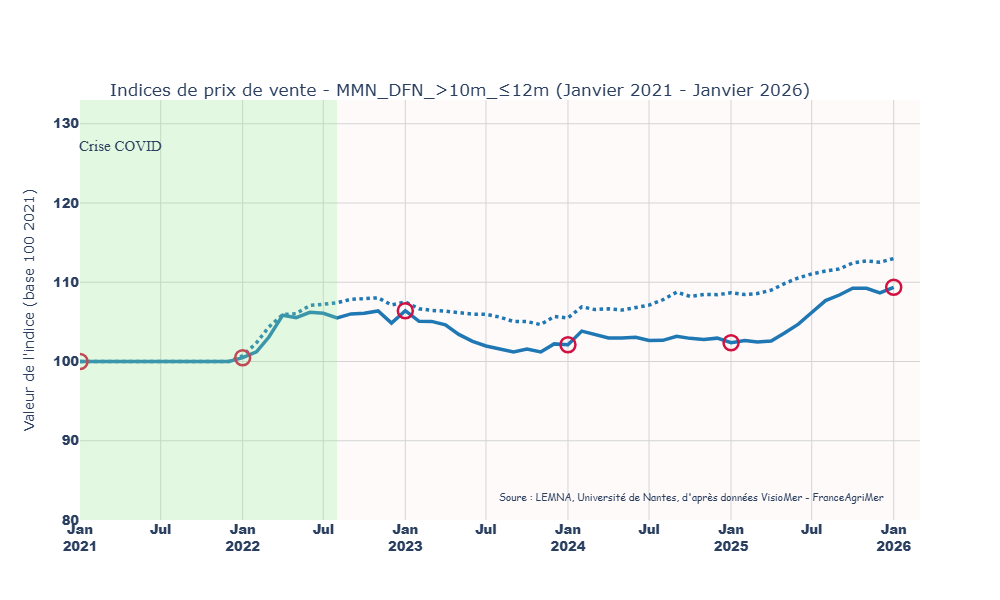 Indices de prix de vente - MMN_DFN_>10m_≤12m (Janvier 2021 - Janvier 2026)
130
Crise COVID
120
110
100
90
80
Valeur de l'indice (base 100 2021)
Soure : LEMNA, Université de Nantes, d'après données VisioMer - FranceAgriMer
Jan Jul Jan Jul Jan Jul Jan Jul Jan Jul Jan
2021 2022 2023 2024 2025 2026